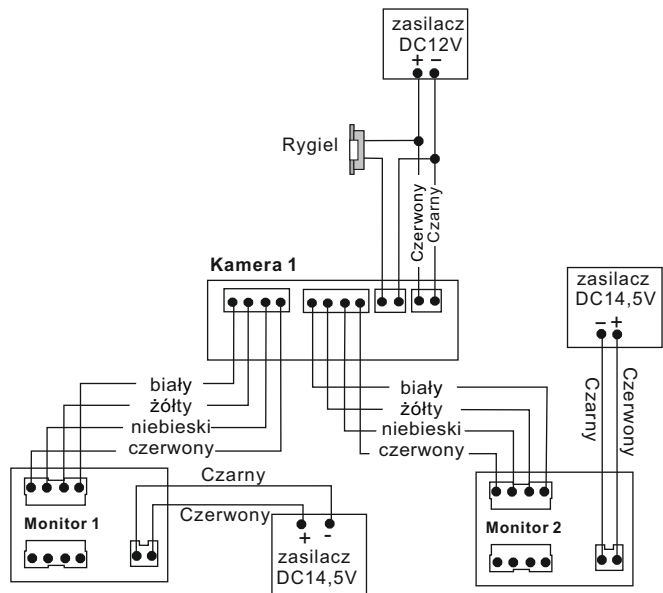 zasilacz
DC12V
+ −
Rygiel
Czerwony
Czarny
Kamera 1
zasilacz
DC14,5V
− +
biały
żółty
niebieski
czerwony
biały
żółty
niebieski
czerwony
Czarny
Czerwony
Czarny
Czerwony
Monitor 1
+ -
zasilacz
DC14,5V
Monitor 2